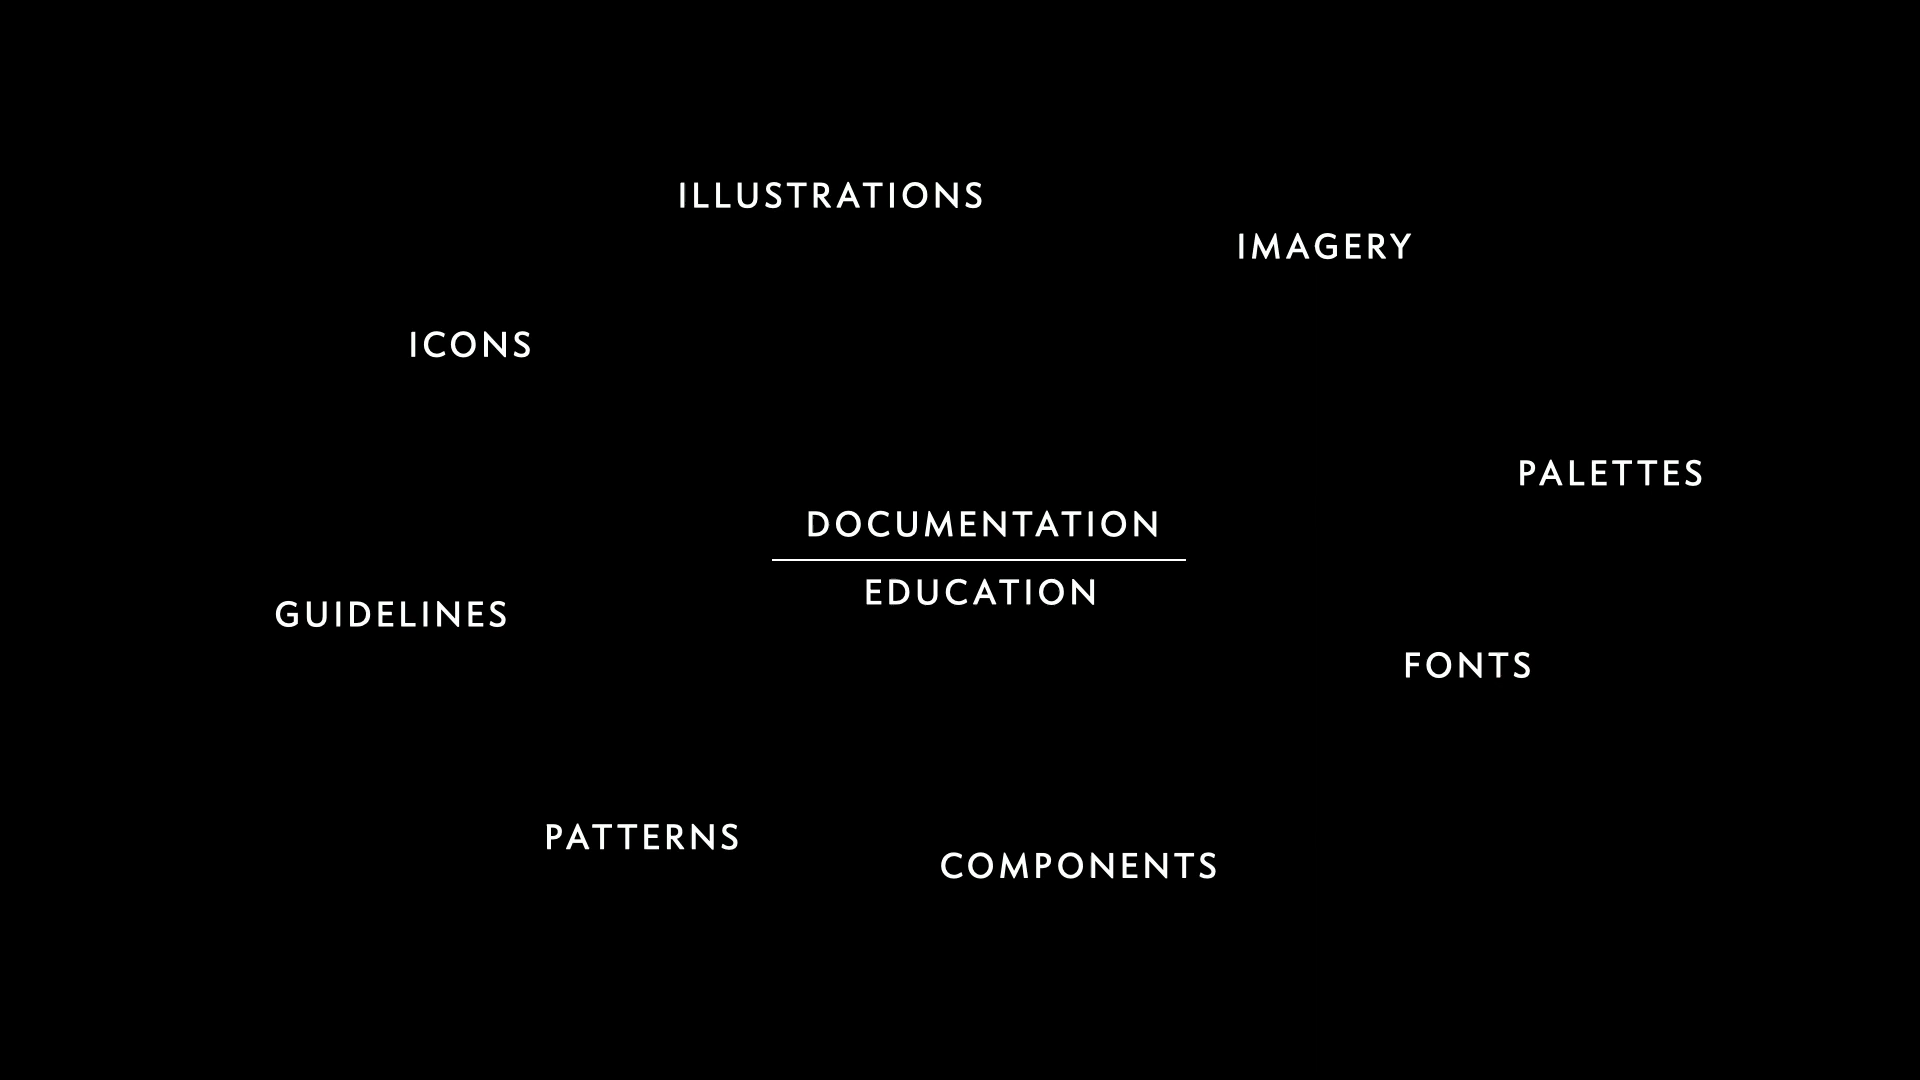 ILLUSTRATIONS
IMAGERY
ICONS
PALETTES
DOCUMENTATION
EDUCATION
GUIDELINES
FONTS
PATTERNS
COMPONENTS